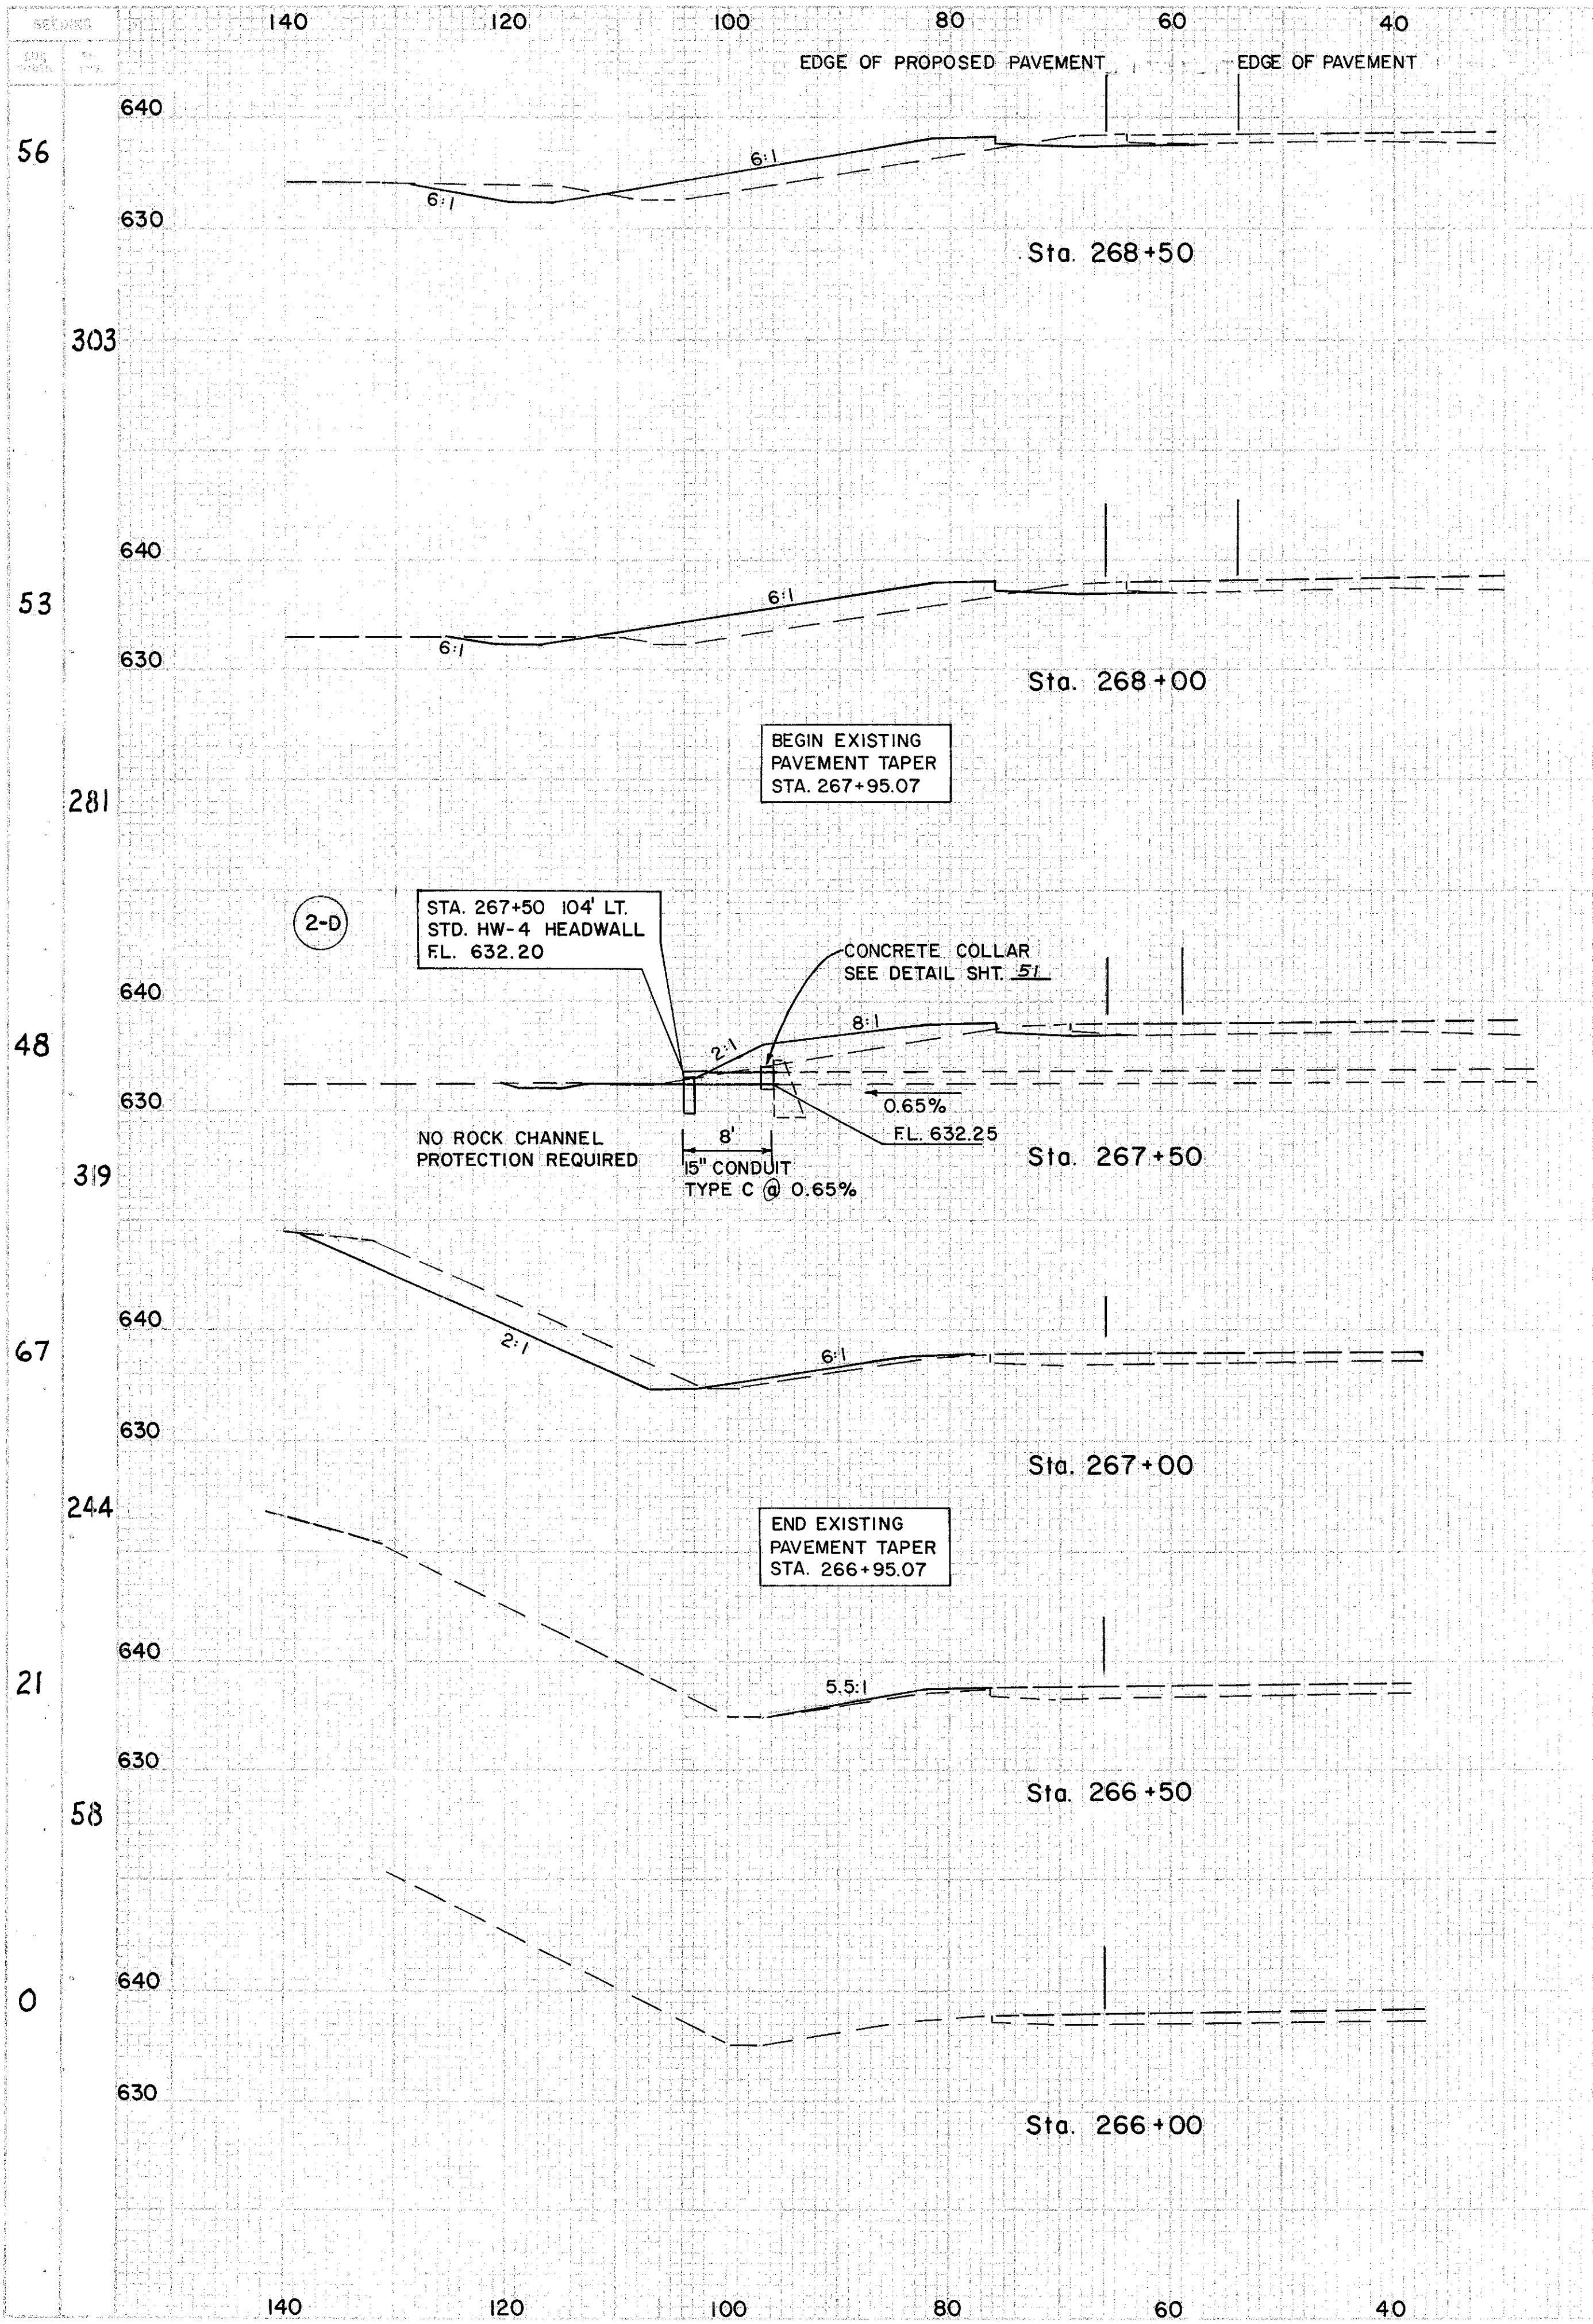 SEEDING
140 120 100 80 60 40
EDGE OF PROPOSED PAVEMENT EDGE OF PAVEMENT
640
56
6:1
6:1
630
Sta. 268+50
303
640
53
6:1
6:1
630
Sta. 268+00
BEGIN EXISTING
PAVEMENT TAPER
STA. 267+95.07
281
2-D
STA. 267+50 104' LT.
STD. HW-4 HEADWALL
F.L. 632.20
CONCRETE COLLAR
SEE DETAIL SHT. 51
640
8:1
48
2:1
630
0.65%
F.L. 632.25
NO ROCK CHANNEL
PROTECTION REQUIRED
8'
Sta. 267+50
319
15" CONDUIT
TYPE C @ 0.65%
640
2:1
67
6:1
630
Sta. 267+00
244
END EXISTING
PAVEMENT TAPER
STA. 266+95.07
640
21
5.5:1
630
Sta. 266+50
58
640
0
630
Sta. 266+00
140 120 100 80 60 40